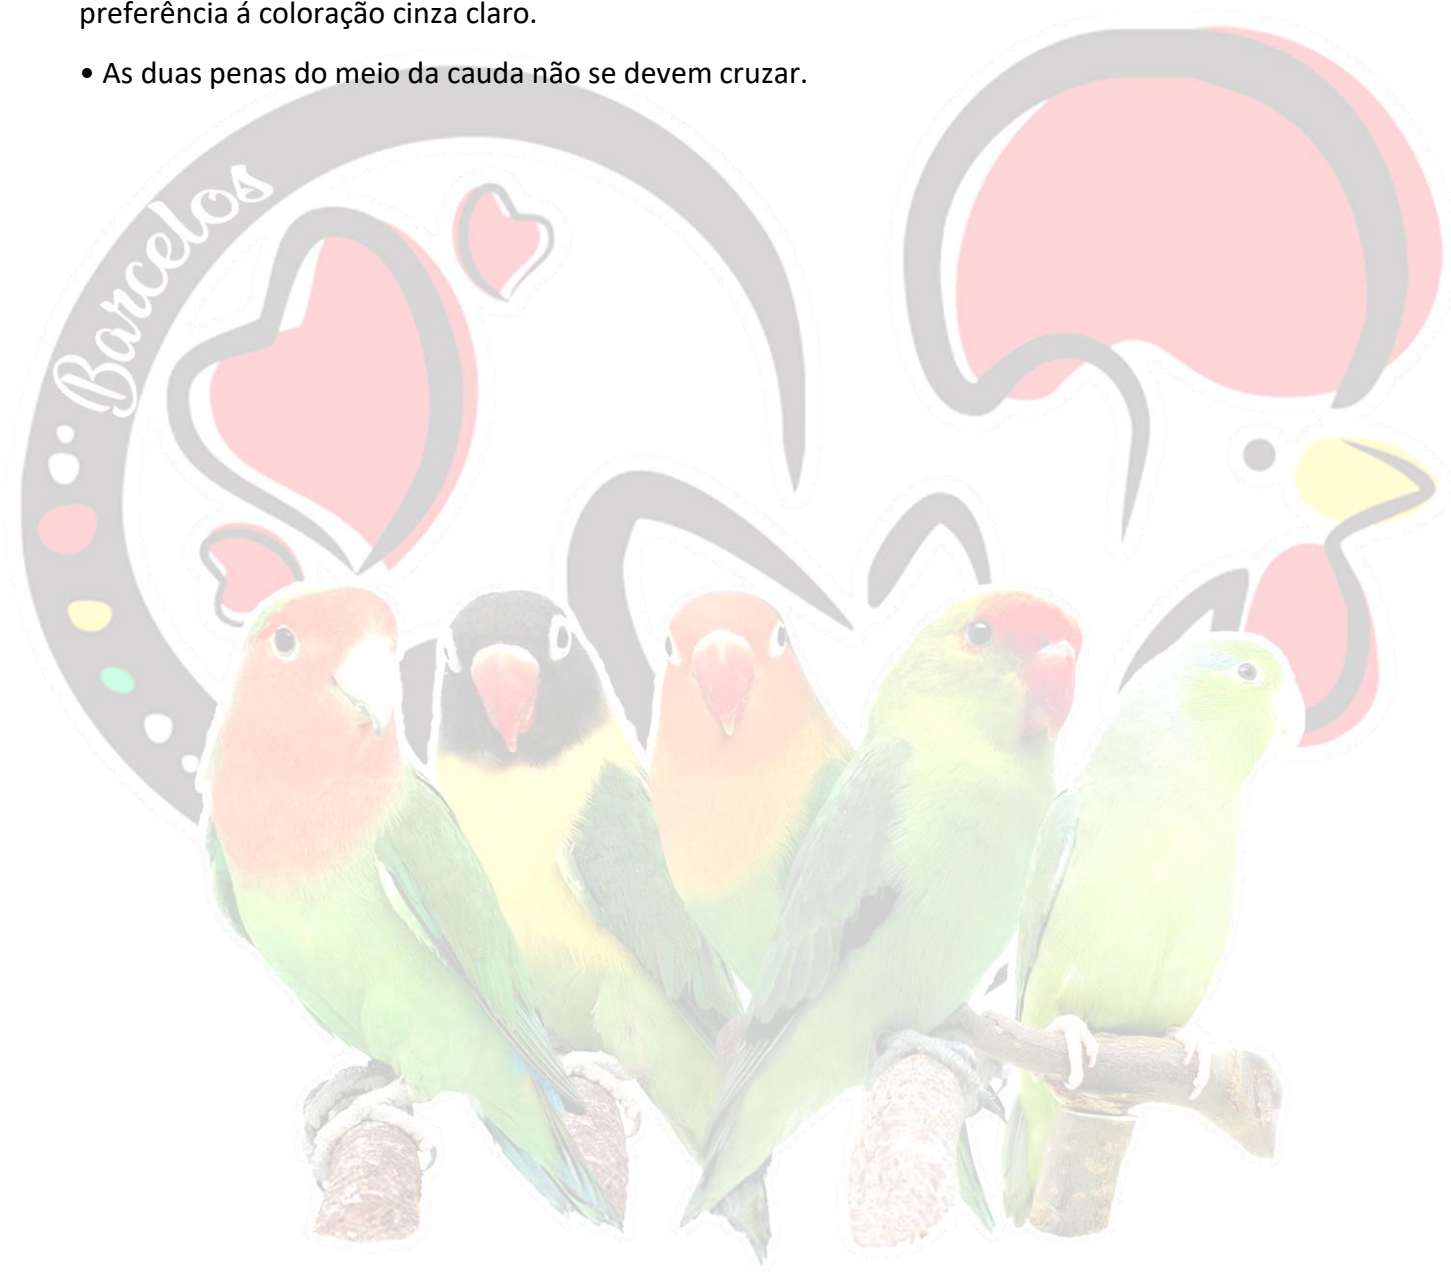 preferência á coloração cinza claro.
• As duas penas do meio da cauda não se devem cruzar.
Barcelos